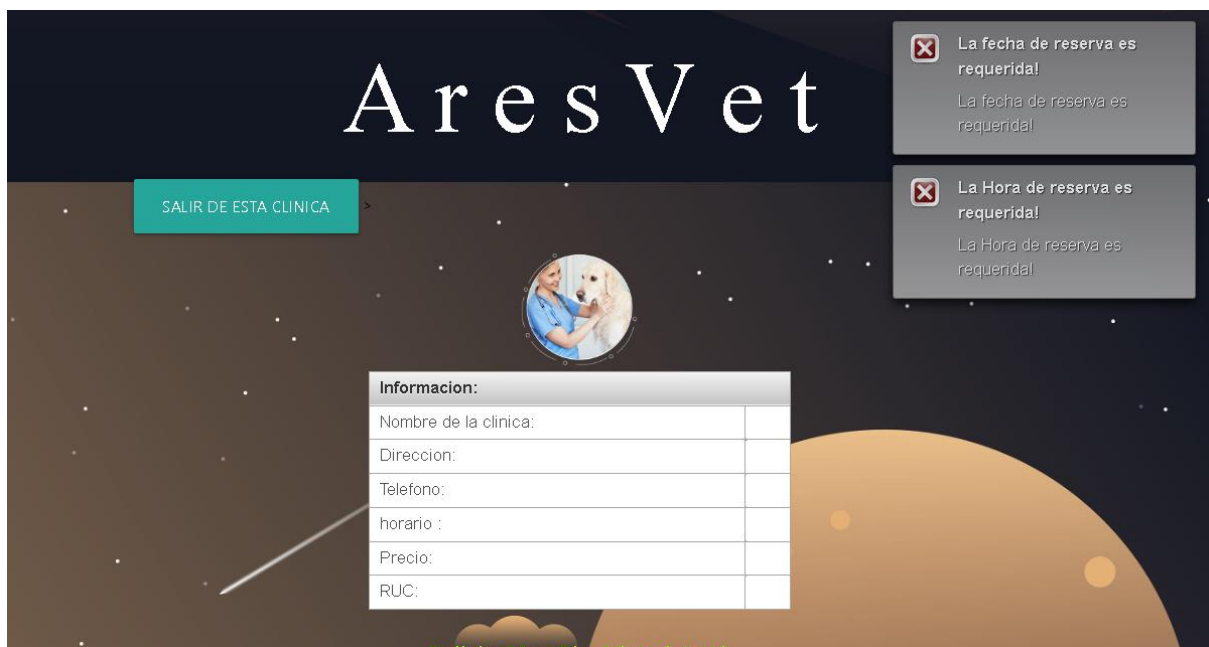 AresVet
La fecha de reserva es
requerida!
La fecha de reserva es
requerida!
La Hora de reserva es
requerida!
La Hora de reserva es
requerida!
SALIR DE ESTA CLINICA >
Informacion:
Nombre de la clinica:
Direccion:
Telefono:
horario :
Precio:
RUC: